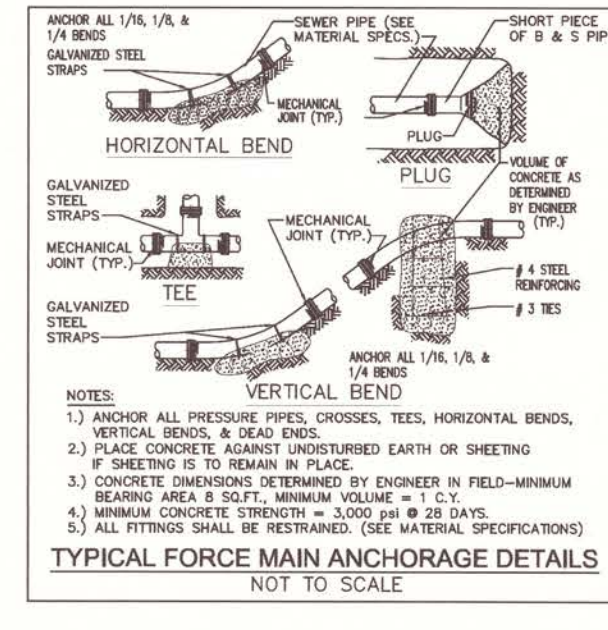 ANCHOR ALL 1/16, 1/8, &
1/4 BENDS
GALVANIZED STEEL
STRAPS
SEWER PIPE (SEE
MATERIAL SPECS.)
MECHANICAL
JOINT (TYP.)
HORIZONTAL BEND
SHORT PIECE
OF B & S PIP
PLUG
PLUG
VOLUME OF
CONCRETE AS
DETERMINED
BY ENGINEER
(TYP.)
GALVANIZED
STEEL
STRAPS
MECHANICAL
JOINT (TYP.)
TEE
MECHANICAL
JOINT (TYP.)
# 4 STEEL
REINFORCING
# 3 TIES
GALVANIZED
STEEL
STRAPS
ANCHOR ALL 1/16, 1/8, &
1/4 BENDS
VERTICAL BEND
NOTES:
1.) ANCHOR ALL PRESSURE PIPES, CROSSES, TEES, HORIZONTAL BENDS,
VERTICAL BENDS, & DEAD ENDS.
2.) PLACE CONCRETE AGAINST UNDISTURBED EARTH OR SHEETING
IF SHEETING IS TO REMAIN IN PLACE.
3.) CONCRETE DIMENSIONS DETERMINED BY ENGINEER IN FIELD-MINIMUM
BEARING AREA 8 SQ.FT., MINIMUM VOLUME = 1 C.Y.
4.) MINIMUM CONCRETE STRENGTH = 3,000 psi @ 28 DAYS.
5.) ALL FITTINGS SHALL BE RESTRAINED. (SEE MATERIAL SPECIFICATIONS)
TYPICAL FORCE MAIN ANCHORAGE DETAILS
NOT TO SCALE